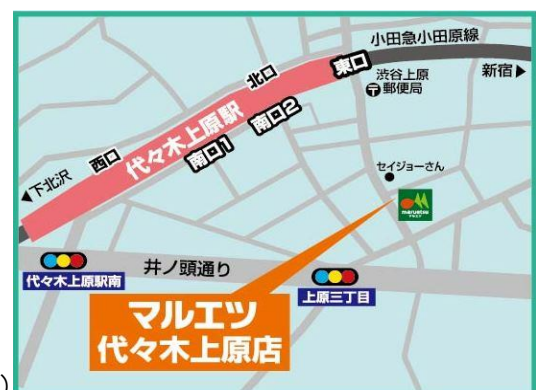 小田急小田原線
新宿▶
東口
北口
渋谷上原
〒郵便局
南口2
代々木上原駅
南口1
西口
◀下北沢
セイジョーさん
maruetsu
井ノ頭通り
代々木上原駅南
上原三丁目
マルエツ
代々木上原店
)